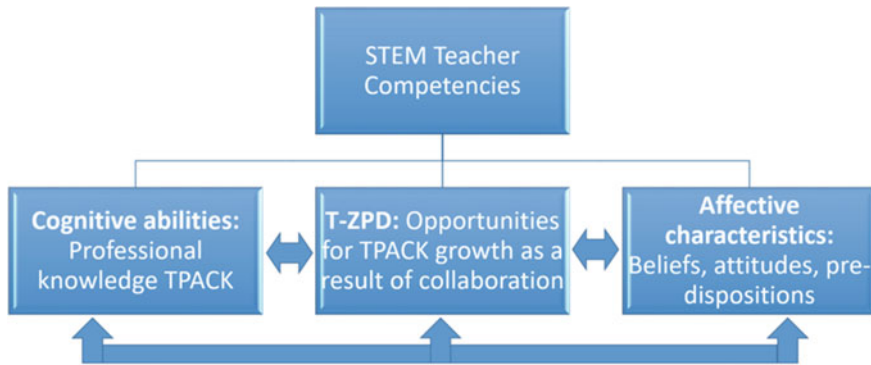 STEM Teacher
Competencies
Cognitive abilities:
Professional
knowledge TPACK
T-ZPD: Opportunities
for TPACK growth as a
result of collaboration
Affective
characteristics:
Beliefs, attitudes, pre-
dispositions